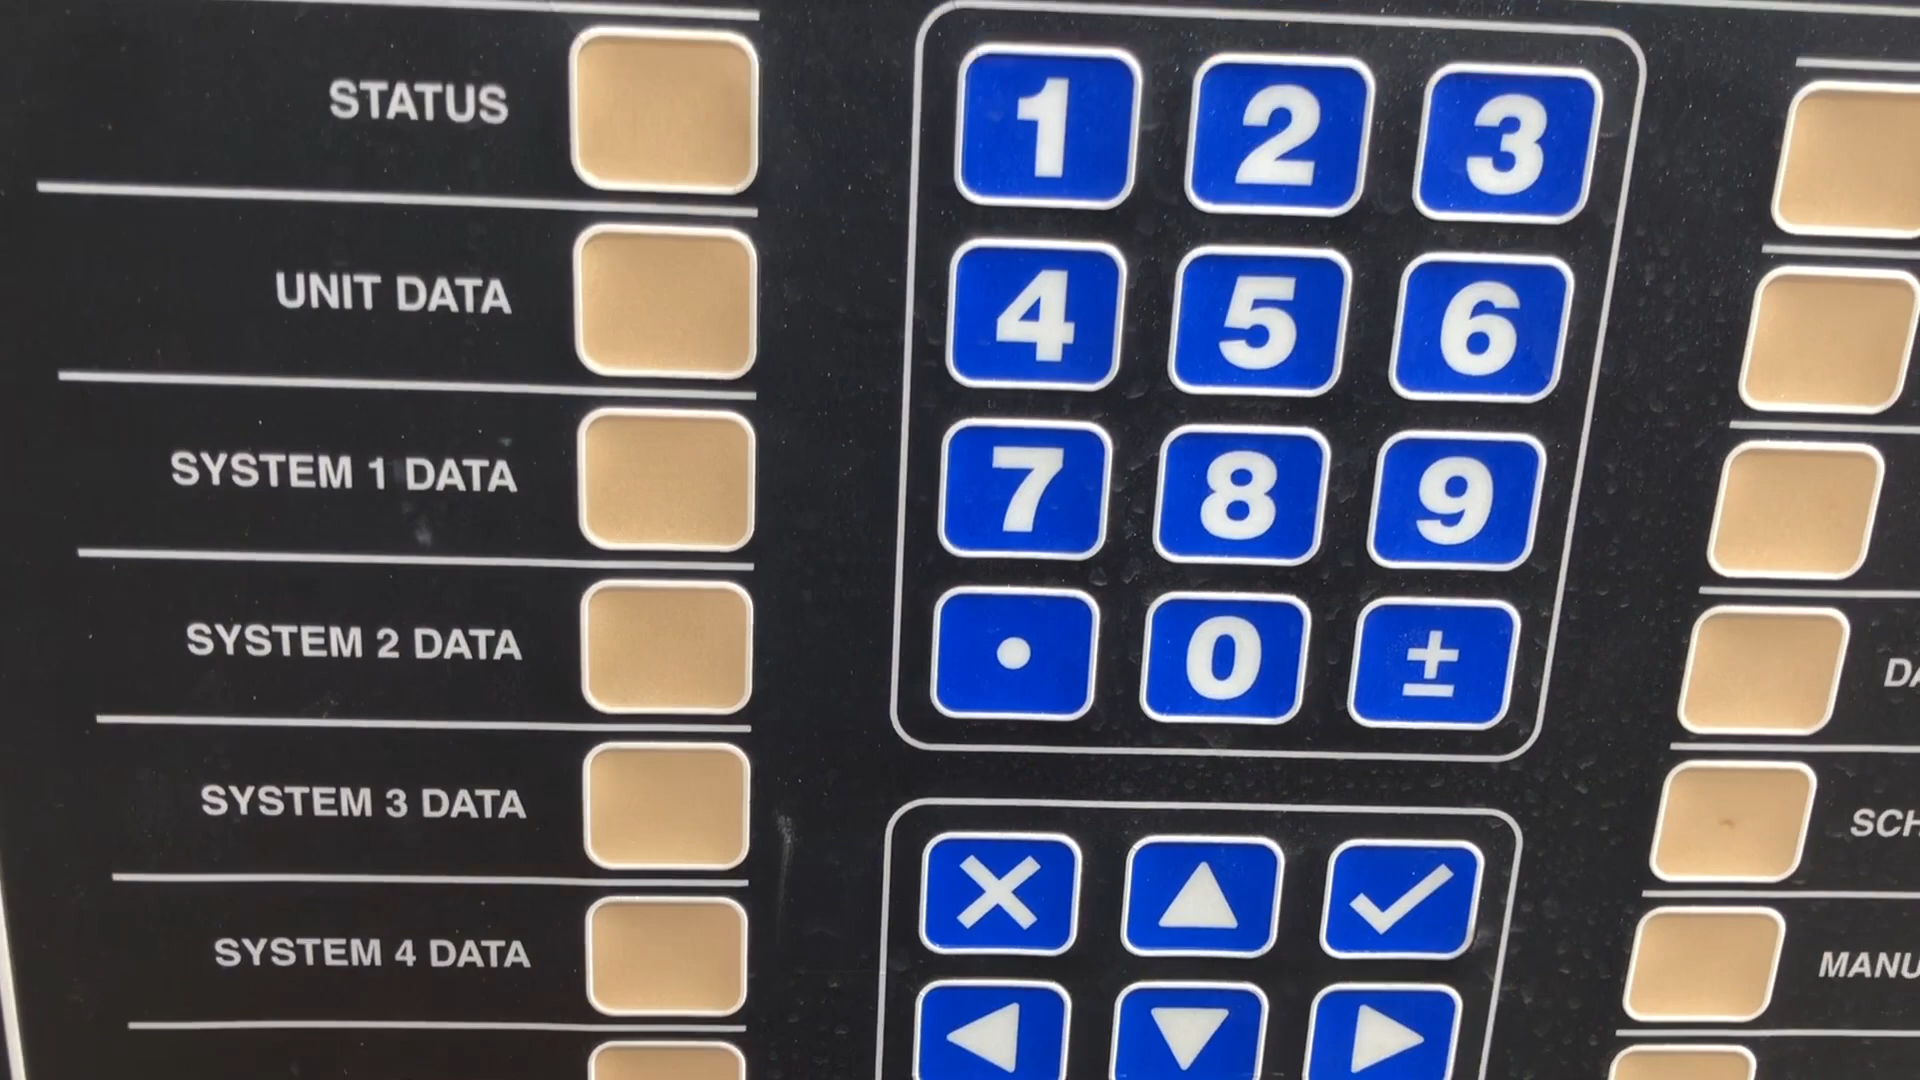 STATUS
UNIT DATA
SYSTEM 1 DATA
SYSTEM 2 DATA
SYSTEM 3 DATA
SYSTEM 4 DATA
1 2 3
4 5 6
7 8 9
• 0 ±